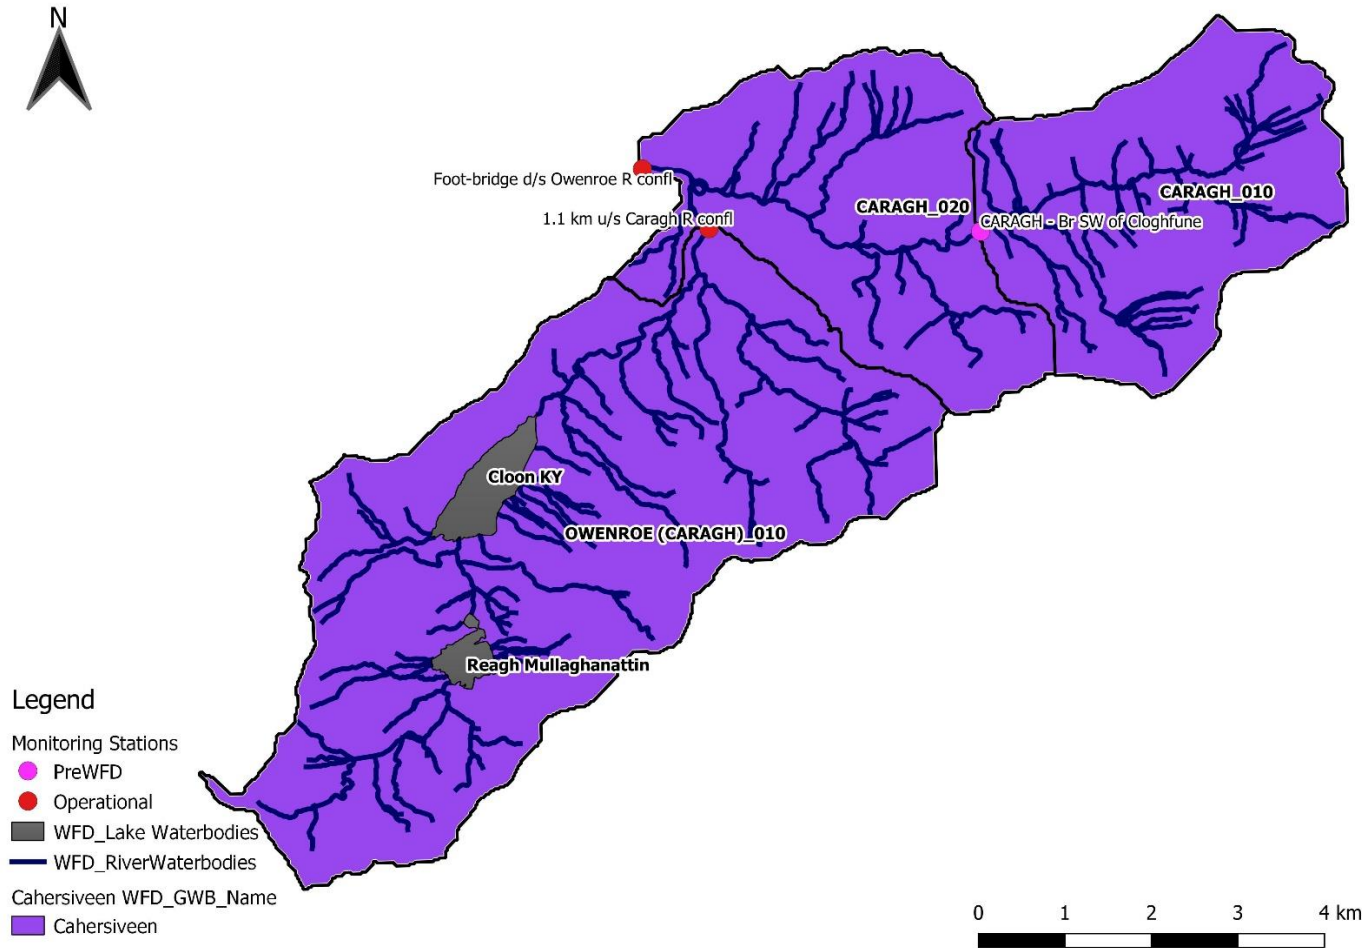 N
Foot-bridge d/s Owenroe R confl
1.1 km u/s Caragh R confl
CARAGH_020
CARAGH_010
CARAGH - Br SW of Cloghfune
Cloon KY
OWENROE (CARAGH)_010
Reagh Mullaghanattin
Legend
Monitoring Stations
PreWFD
Operational
WFD_Lake Waterbodies
WFD_RiverWaterbodies
Cahersiveen WFD_GWB_Name
Cahersiveen
0 1 2 3 4 km